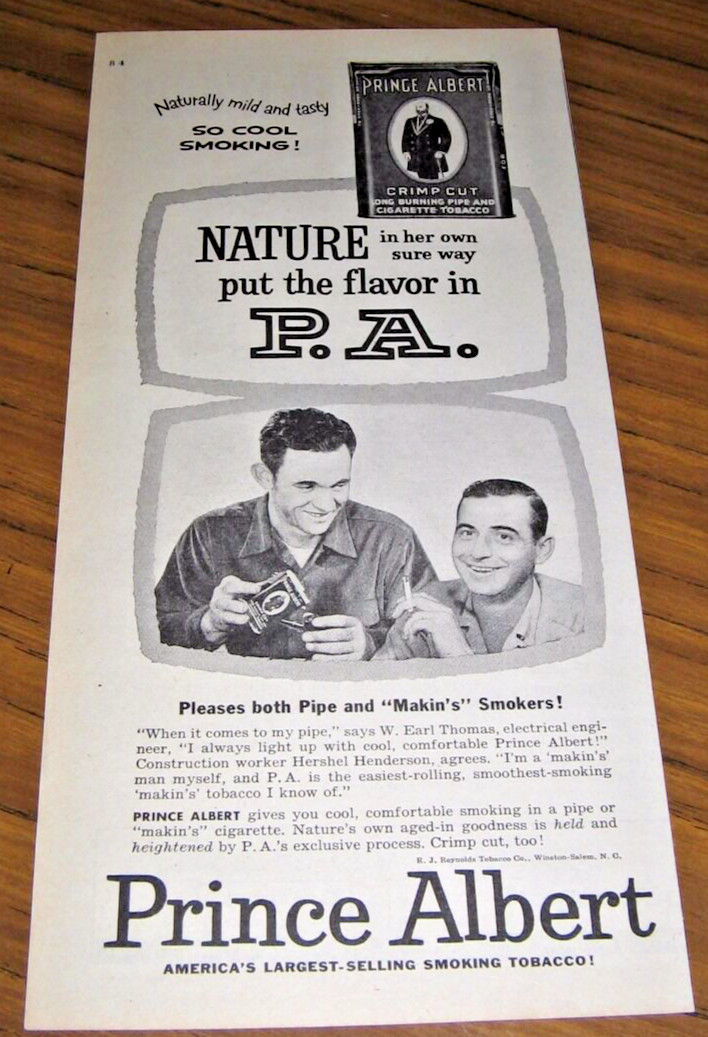 84
Naturally mild and tasty
SO COOL
SMOKING!
PRINCE ALBERT
CRIMP CUT
LONG BURNING PIPE AND
CIGARETTE TOBACCO
NATURE in her own
sure way
put the flavor in
P.A.
Pleases both Pipe and "Makin's" Smokers!
"When it comes to my pipe," says W. Earl Thomas, electrical engi-
neer, "I always light up with cool, comfortable Prince Albert!"
Construction worker Hershel Henderson, agrees. "I'm a 'makin's'
man myself, and P.A. is the easiest-rolling, smoothest-smoking
'makin's' tobacco I know of."
PRINCE ALBERT gives you cool, comfortable smoking in a pipe or
"makin's" cigarette. Nature's own aged-in goodness is held and
heightened by P.A.'s exclusive process. Crimp cut, too!
R. J. Reynolds Tobacco Co., Winston-Salem, N. C.
Prince Albert
AMERICA'S LARGEST-SELLING SMOKING TOBACCO!